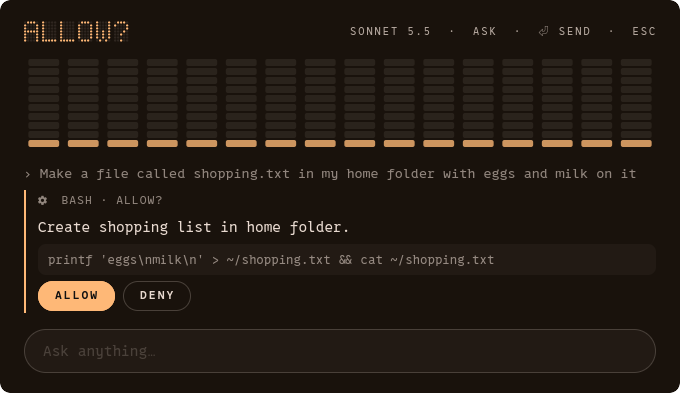 ALLOW?
SONNET 5.5 · ASK · ⏎ SEND · ESC
› Make a file called shopping.txt in my home folder with eggs and milk on it
BASH · ALLOW?
Create shopping list in home folder.
printf 'eggs\nmilk\n' > ~/shopping.txt && cat ~/shopping.txt
ALLOW DENY
Ask anything…